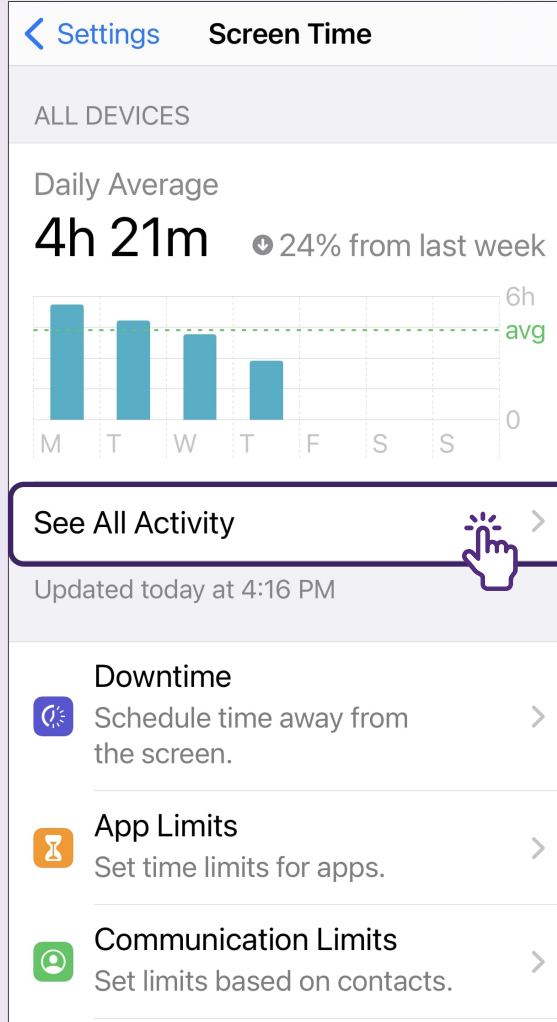 Settings
Screen Time
ALL DEVICES
Daily Average
4h 21m
24% from last week
6h
avg
0
M T W T F S S
See All Activity
Updated today at 4:16 PM
Downtime
Schedule time away from
the screen.
App Limits
Set time limits for apps.
Communication Limits
Set limits based on contacts.